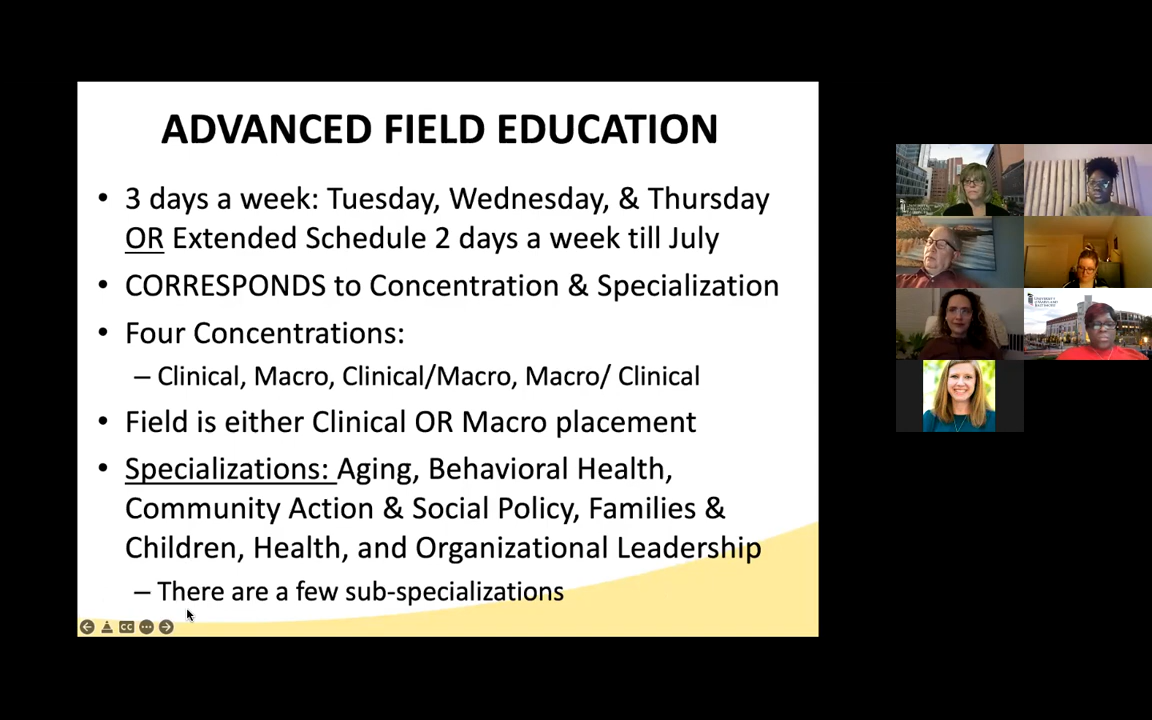 ADVANCED FIELD EDUCATION
• 3 days a week: Tuesday, Wednesday, & Thursday
OR Extended Schedule 2 days a week till July
• CORRESPONDS to Concentration & Specialization
• Four Concentrations:
– Clinical, Macro, Clinical/Macro, Macro/ Clinical
• Field is either Clinical OR Macro placement
• Specializations: Aging, Behavioral Health,
Community Action & Social Policy, Families &
Children, Health, and Organizational Leadership
– There are a few sub-specializations
CC